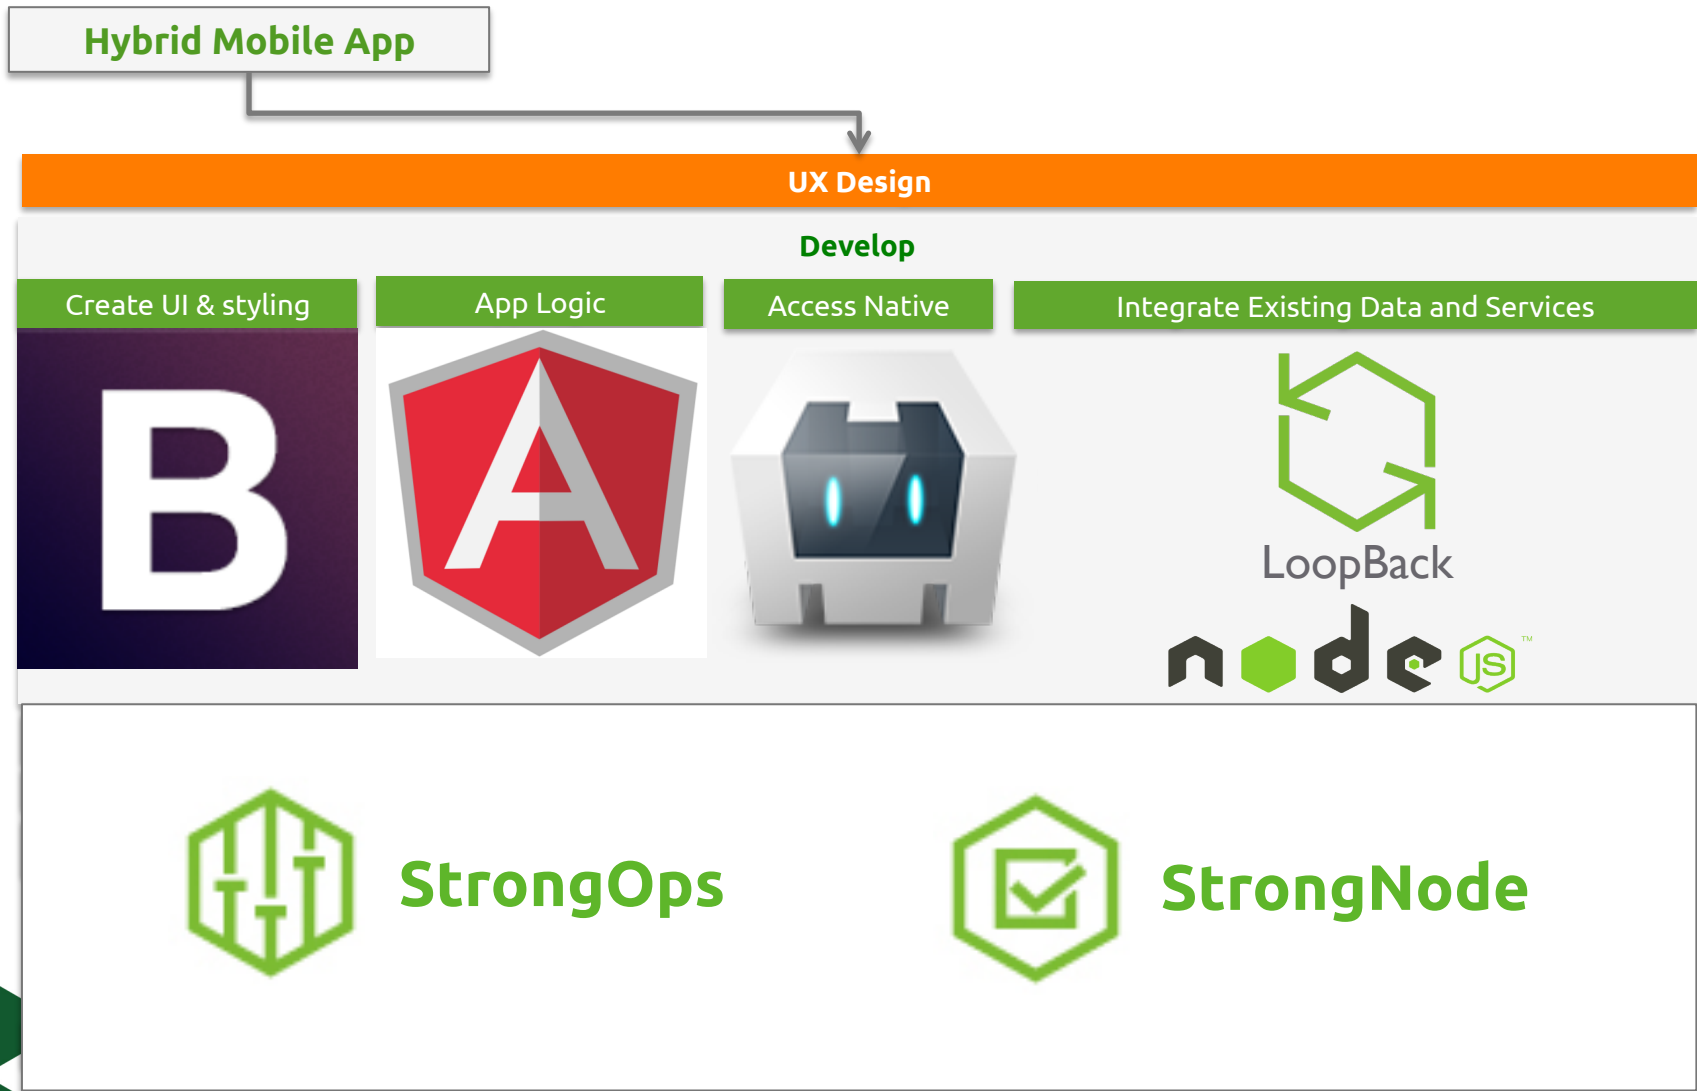 Hybrid Mobile App
UX Design
Develop
Create UI & styling
App Logic
Access Native
Integrate Existing Data and Services
B
A
LoopBack
node JS™
StrongOps
StrongNode